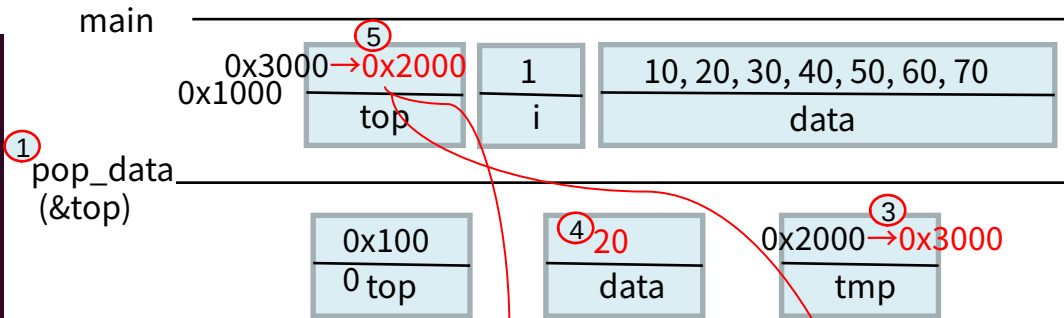 main
⑤
0x3000→0x2000
0x1000
1
10, 20, 30, 40, 50, 60, 70
top
i
data
①
pop_data
(&top)
③
0x100
0
④
20
0x2000→0x3000
top
data
tmp